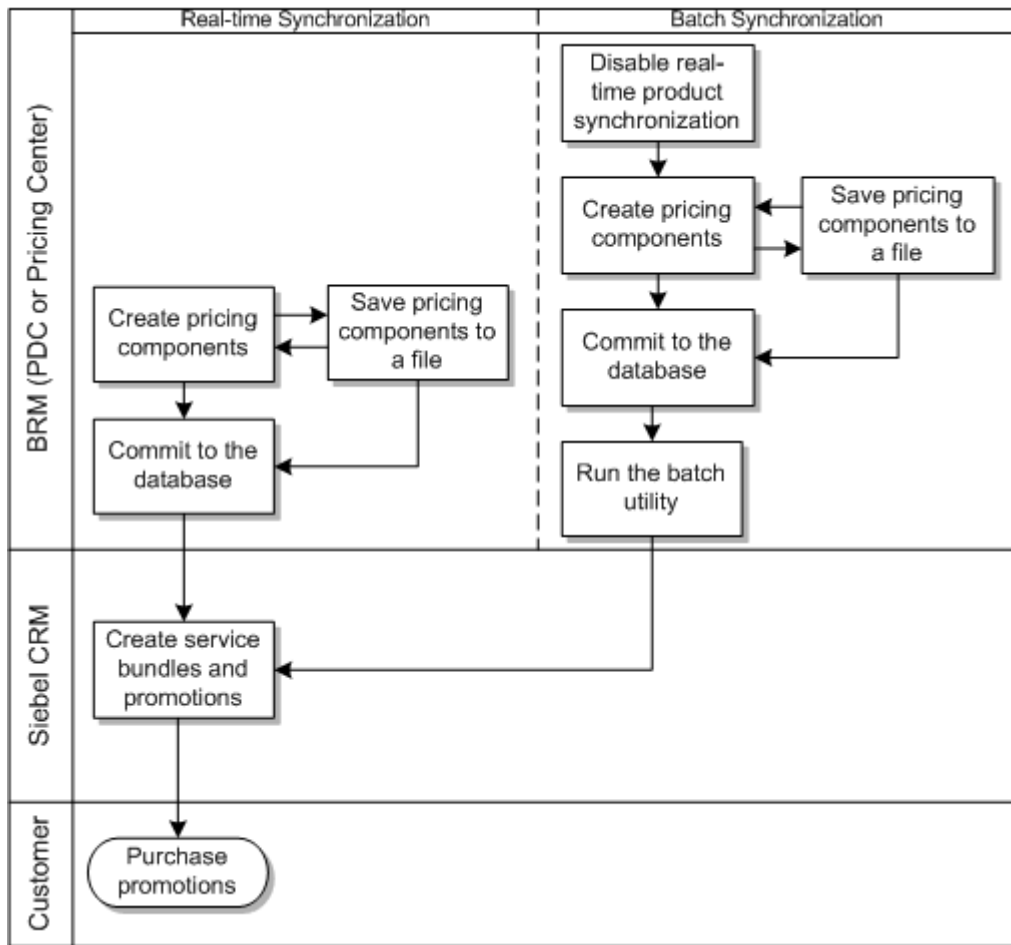 Real-time Synchronization
Batch Synchronization
BRM (PDC or Pricing Center)
Disable real-
time product
synchronization
Create pricing
components
Save pricing
components to
a file
Commit to the
database
Run the batch
utility
Create pricing
components
Save pricing
components to
a file
Commit to the
database
Siebel CRM
Create service
bundles and
promotions
Customer
Purchase
promotions